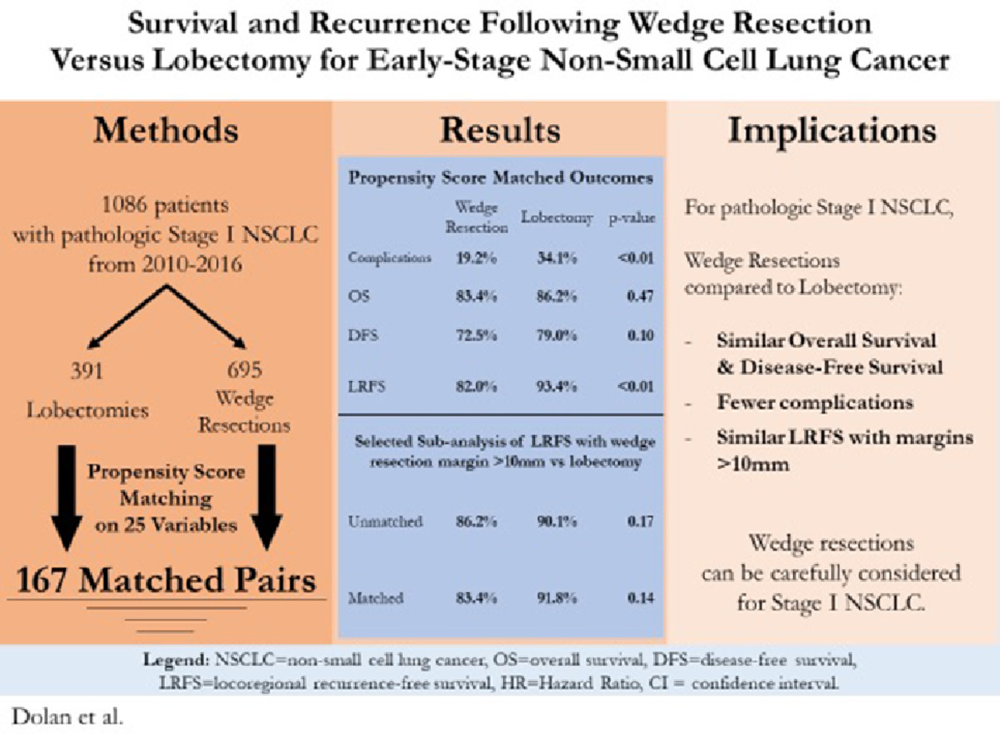 Survival and Recurrence Following Wedge Resection
Versus Lobectomy for Early-Stage Non-Small Cell Lung Cancer
Methods
1086 patients
with pathologic Stage I NSCLC
from 2010-2016
391
Lobectomies
695
Wedge
Resections
Propensity Score
Matching
on 25 Variables
167 Matched Pairs
Results
Propensity Score Matched Outcomes
Wedge
Resection Lobectomy p-value
Complications 19.2% 34.1% <0.01
OS 83.4% 86.2% 0.47
DFS 72.5% 79.0% 0.10
LRFS 82.0% 93.4% <0.01
Selected Sub-analysis of LRFS with wedge
resection margin >10mm vs lobectomy
Unmatched 86.2% 90.1% 0.17
Matched 83.4% 91.8% 0.14
Implications
For pathologic Stage I NSCLC,
Wedge Resections
compared to Lobectomy:
- Similar Overall Survival
& Disease-Free Survival
- Fewer complications
- Similar LRFS with margins
>10mm
Wedge resections
can be carefully considered
for Stage I NSCLC.
Legend: NSCLC=non-small cell lung cancer, OS=overall survival, DFS=disease-free survival,
LRFS=locoregional recurrence-free survival, HR=Hazard Ratio, CI = confidence interval.
Dolan et al.